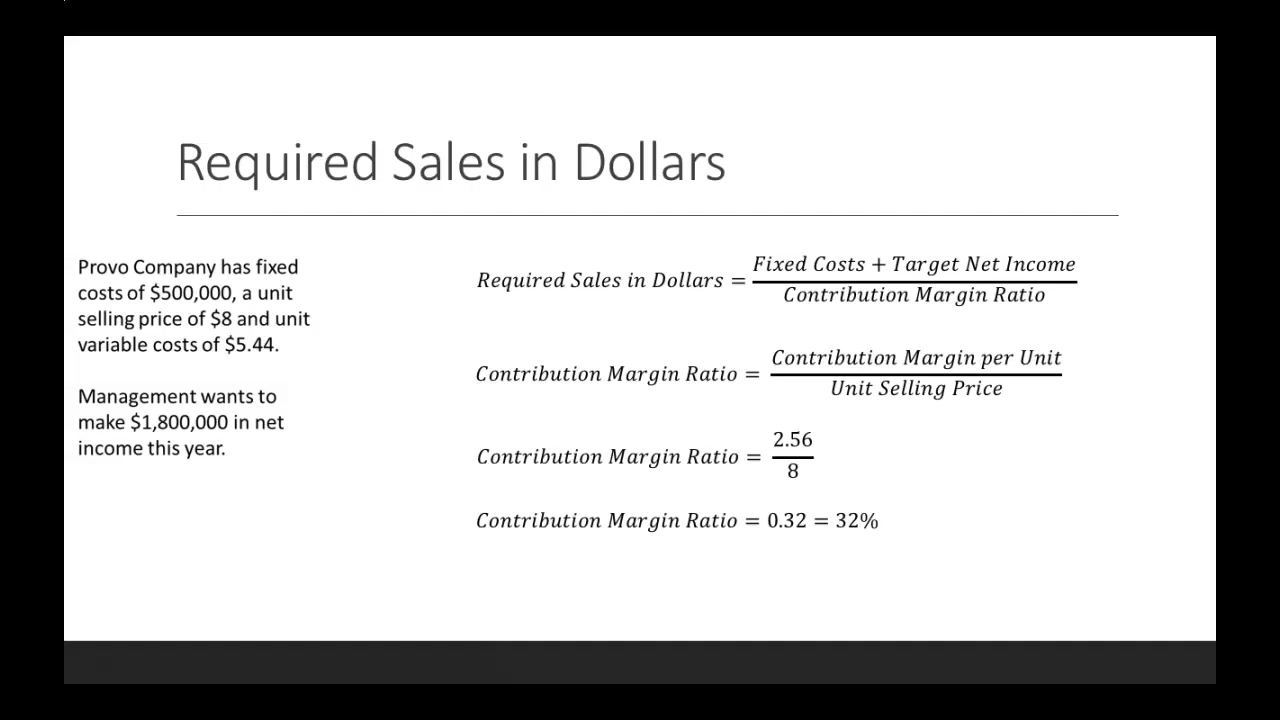 Required Sales in Dollars
Provo Company has fixed
costs of $500,000, a unit
selling price of $8 and unit
variable costs of $5.44.
Management wants to
make $1,800,000 in net
income this year.
Required Sales in Dollars = Fixed Costs + Target Net Income / Contribution Margin Ratio
Contribution Margin Ratio = Contribution Margin per Unit / Unit Selling Price
Contribution Margin Ratio = 2.56 / 8
Contribution Margin Ratio = 0.32 = 32%